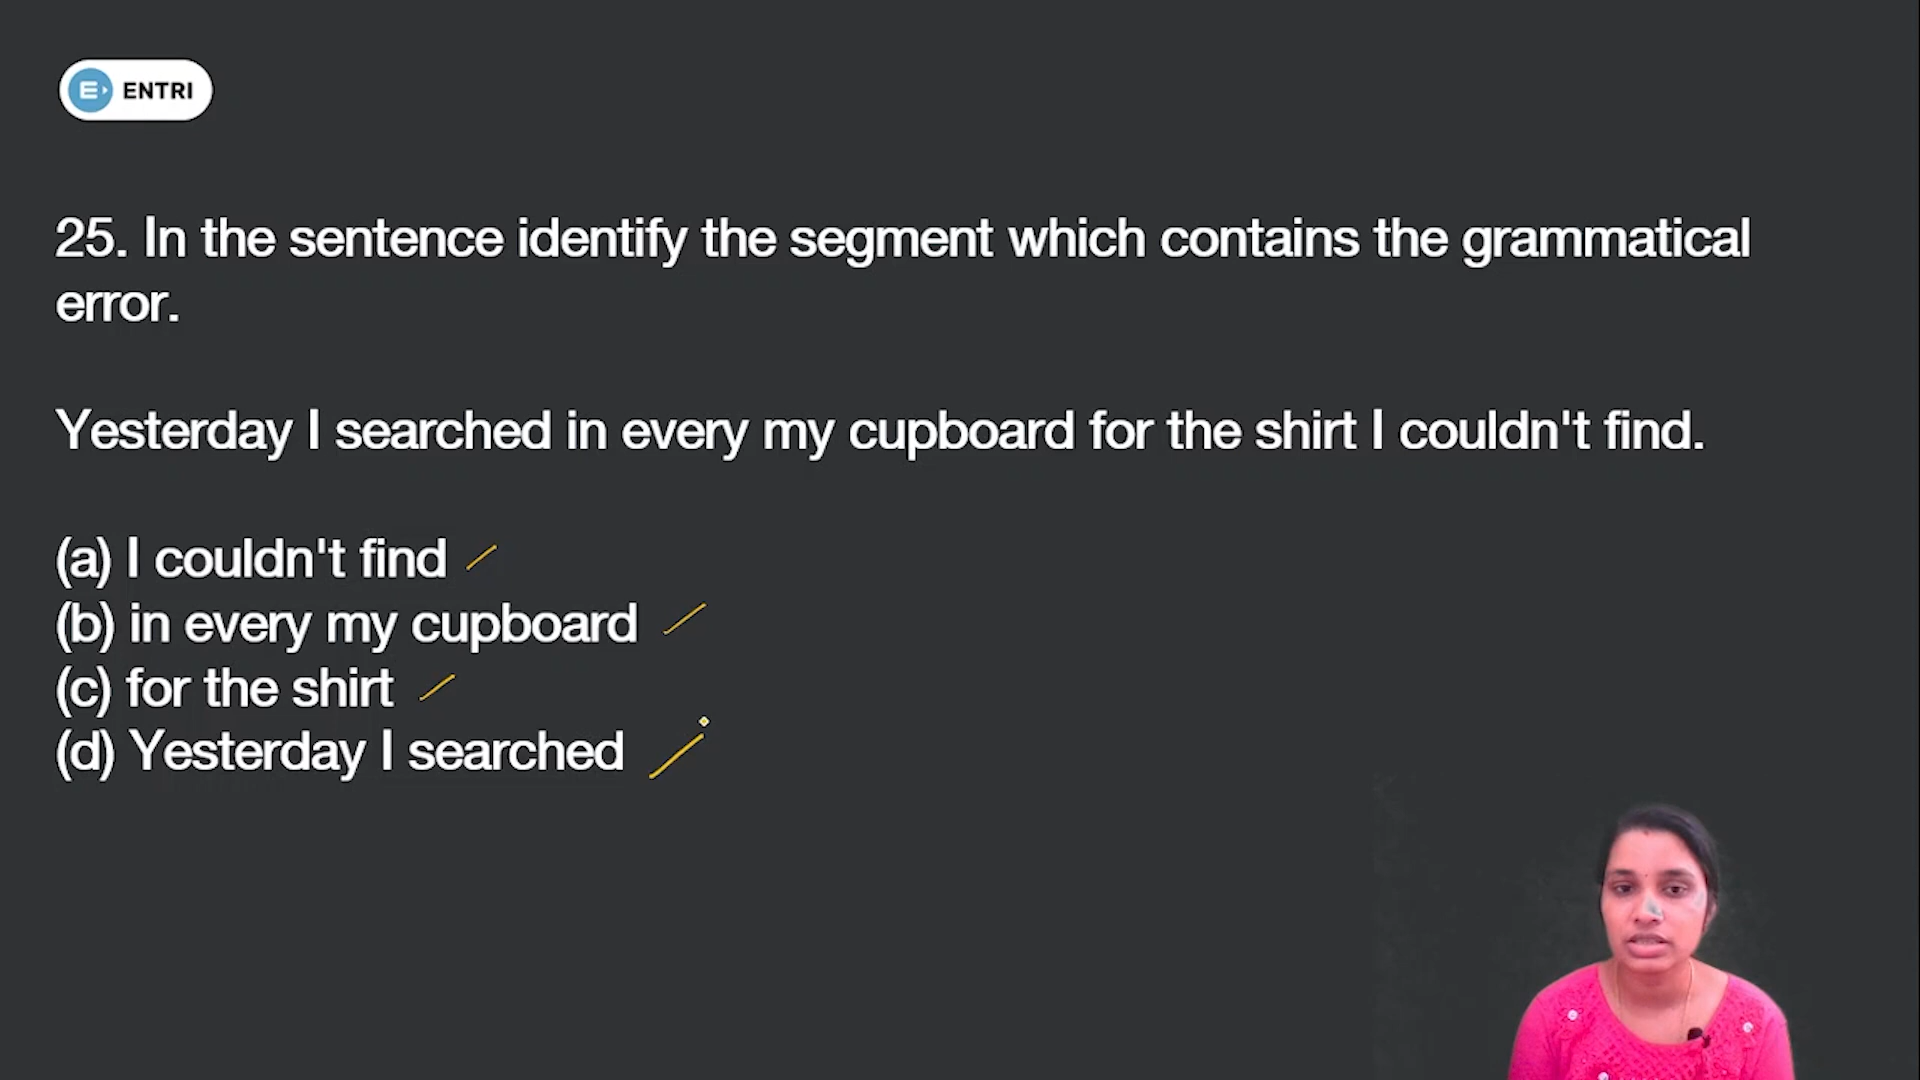 ENTRI
25. In the sentence identify the segment which contains the grammatical
error.
Yesterday I searched in every my cupboard for the shirt I couldn't find.
(a) I couldn't find
(b) in every my cupboard
(c) for the shirt
(d) Yesterday I searched